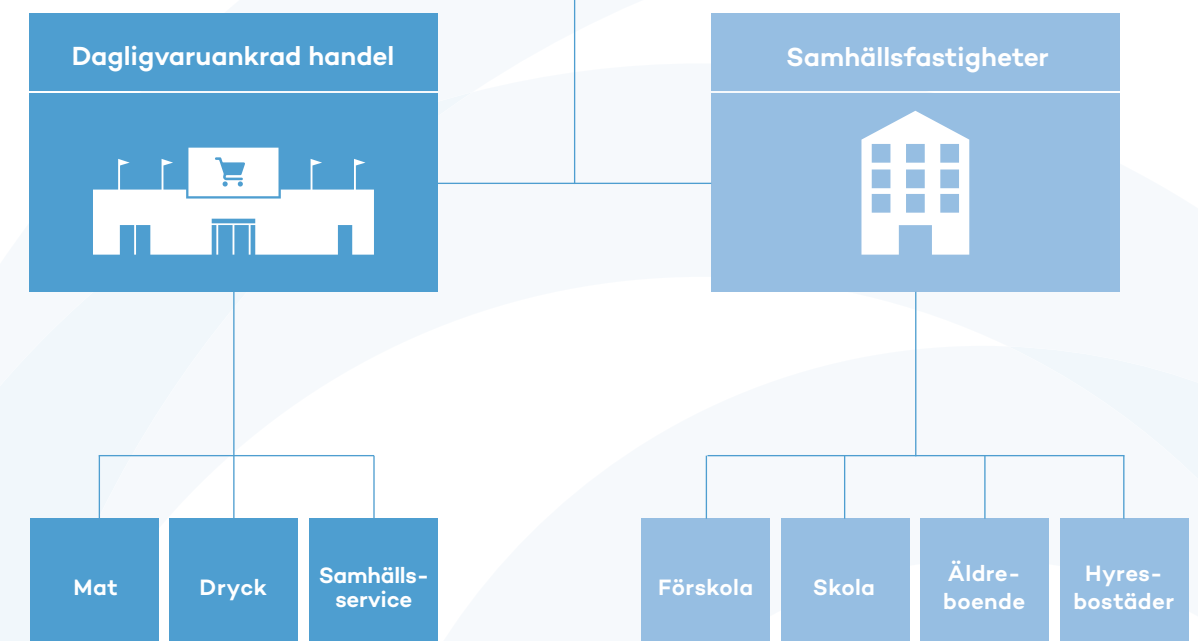 Dagligvaruankrad handel
Samhällsfastigheter
Mat
Dryck
Samhälls-
service
Förskola
Skola
Äldre-
boende
Hyres-
bostäder